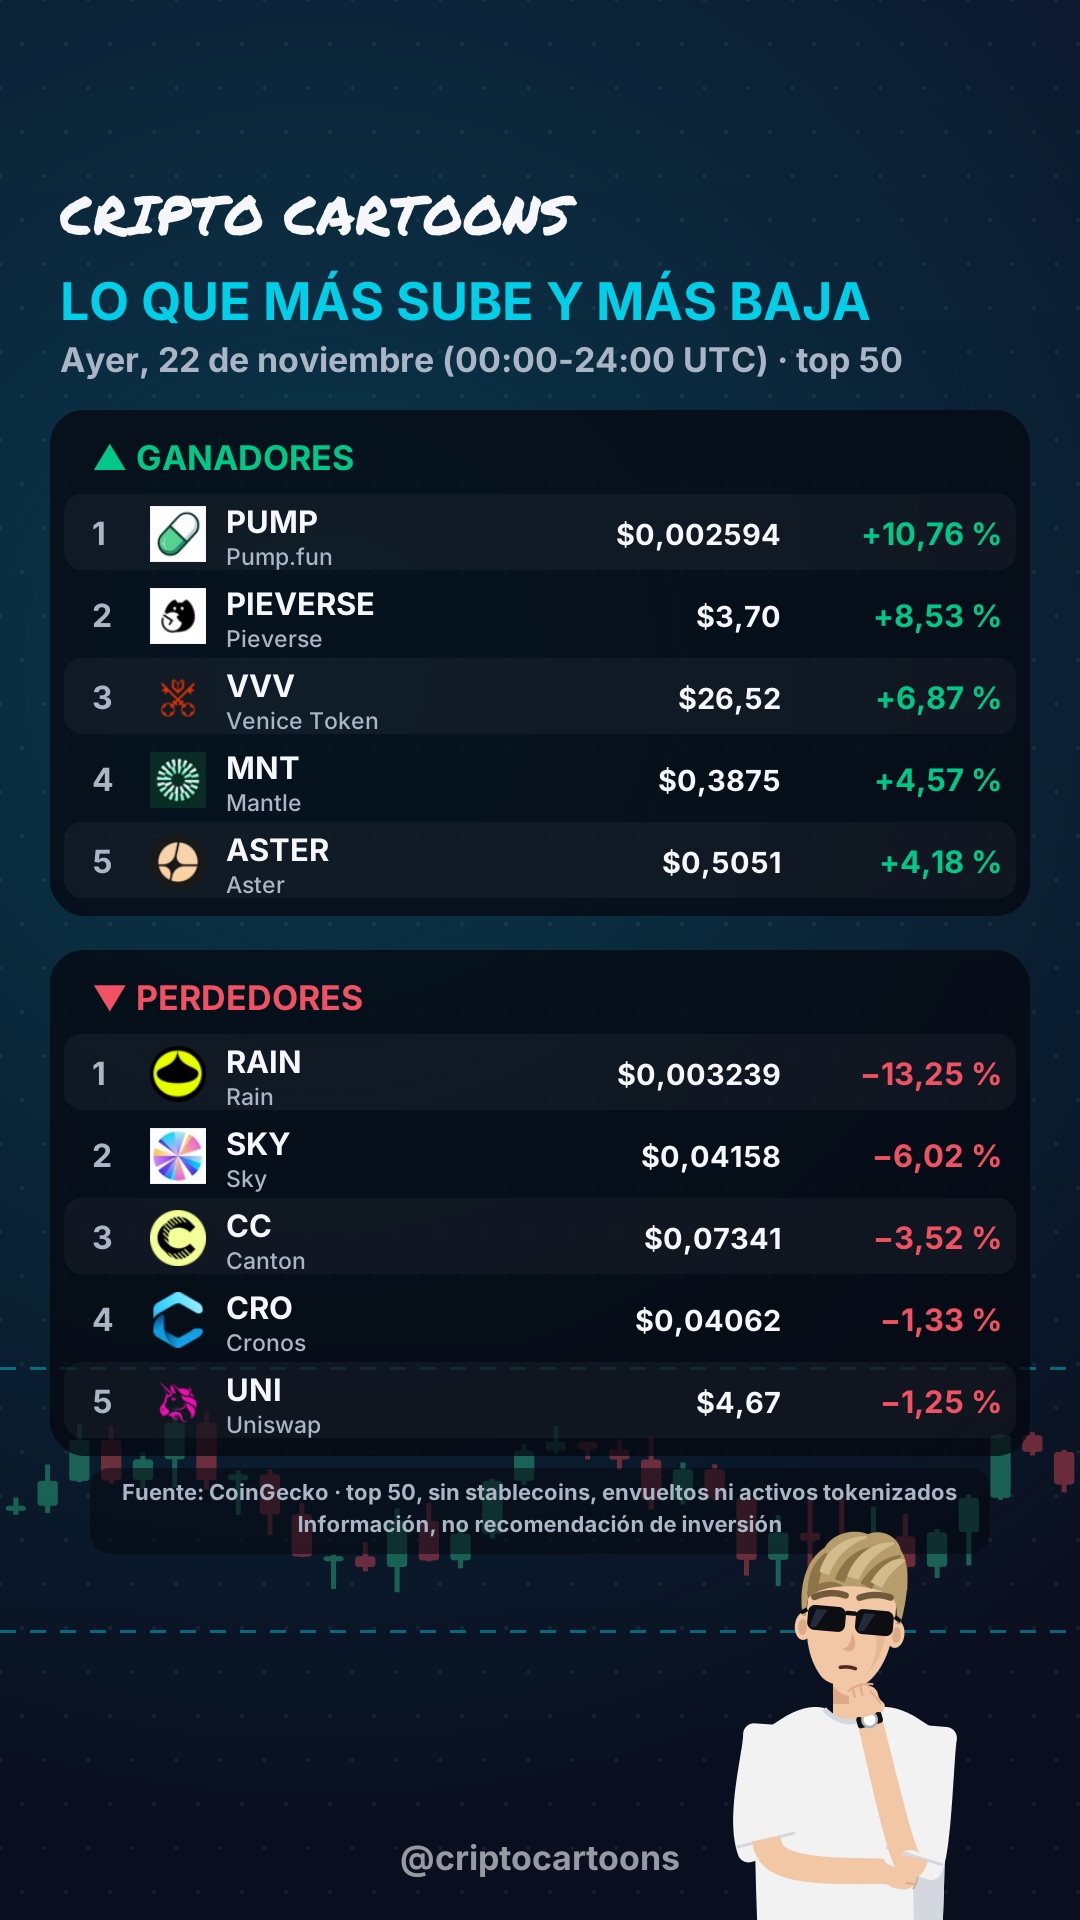 CRIPTO CARTOONS
LO QUE MÁS SUBE Y MÁS BAJA
Ayer, 22 de noviembre (00:00-24:00 UTC) · top 50
▲ GANADORES
1 PUMP $0,002594 +10,76 %
Pump.fun
2 PIEVERSE $3,70 +8,53 %
Pieverse
3 VVV $26,52 +6,87 %
Venice Token
4 MNT $0,3875 +4,57 %
Mantle
5 ASTER $0,5051 +4,18 %
Aster
▼ PERDEDORES
1 RAIN $0,003239 −13,25 %
Rain
2 SKY $0,04158 −6,02 %
Sky
3 CC $0,07341 −3,52 %
Canton
4 CRO $0,04062 −1,33 %
Cronos
5 UNI $4,67 −1,25 %
Uniswap
Fuente: CoinGecko · top 50, sin stablecoins, envueltos ni activos tokenizados
Información, no recomendación de inversión
@criptocartoons